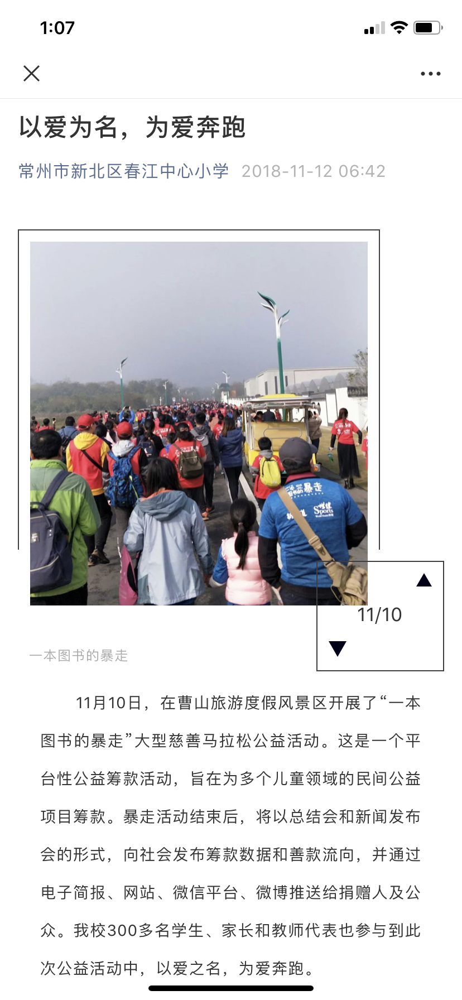 1:07
以爱为名，为爱奔跑
常州市新北区春江中心小学 2018-11-12 06:42
暴走
Sports
11/10
一本图书的暴走
11月10日，在曹山旅游度假风景区开展了“一本
图书的暴走”大型慈善马拉松公益活动。这是一个平
台性公益筹款活动，旨在为多个儿童领域的民间公益
项目筹款。暴走活动结束后，将以总结会和新闻发布
会的形式，向社会发布筹款数据和善款流向，并通过
电子简报、网站、微信平台、微博推送给捐赠人及公
众。我校300多名学生、家长和教师代表也参与到此
次公益活动中，以爱之名，为爱奔跑。